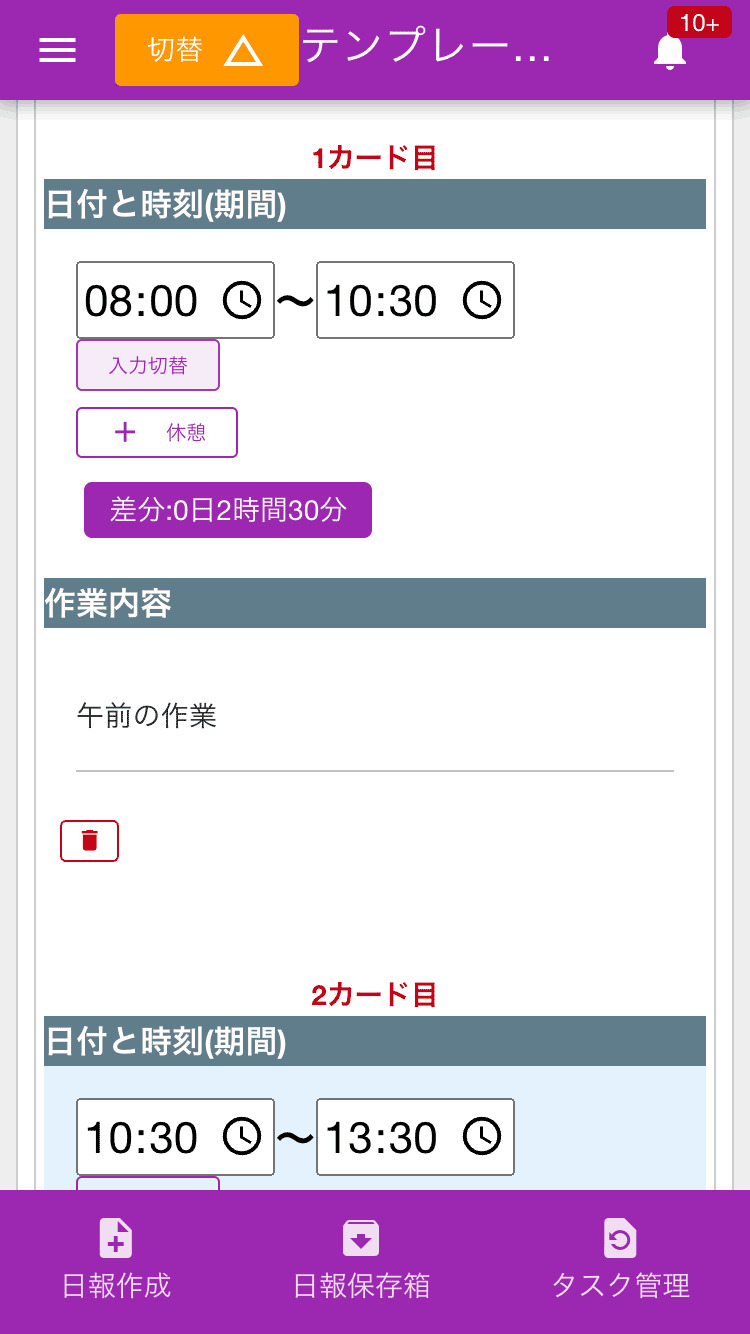 切替 テンプレー... 10+
1カード目
日付と時刻(期間)
08:00 〜 10:30
入力切替
+ 休憩
差分:0日2時間30分
作業内容
午前の作業
2カード目
日付と時刻(期間)
10:30 〜 13:30
日報作成 日報保存箱 タスク管理